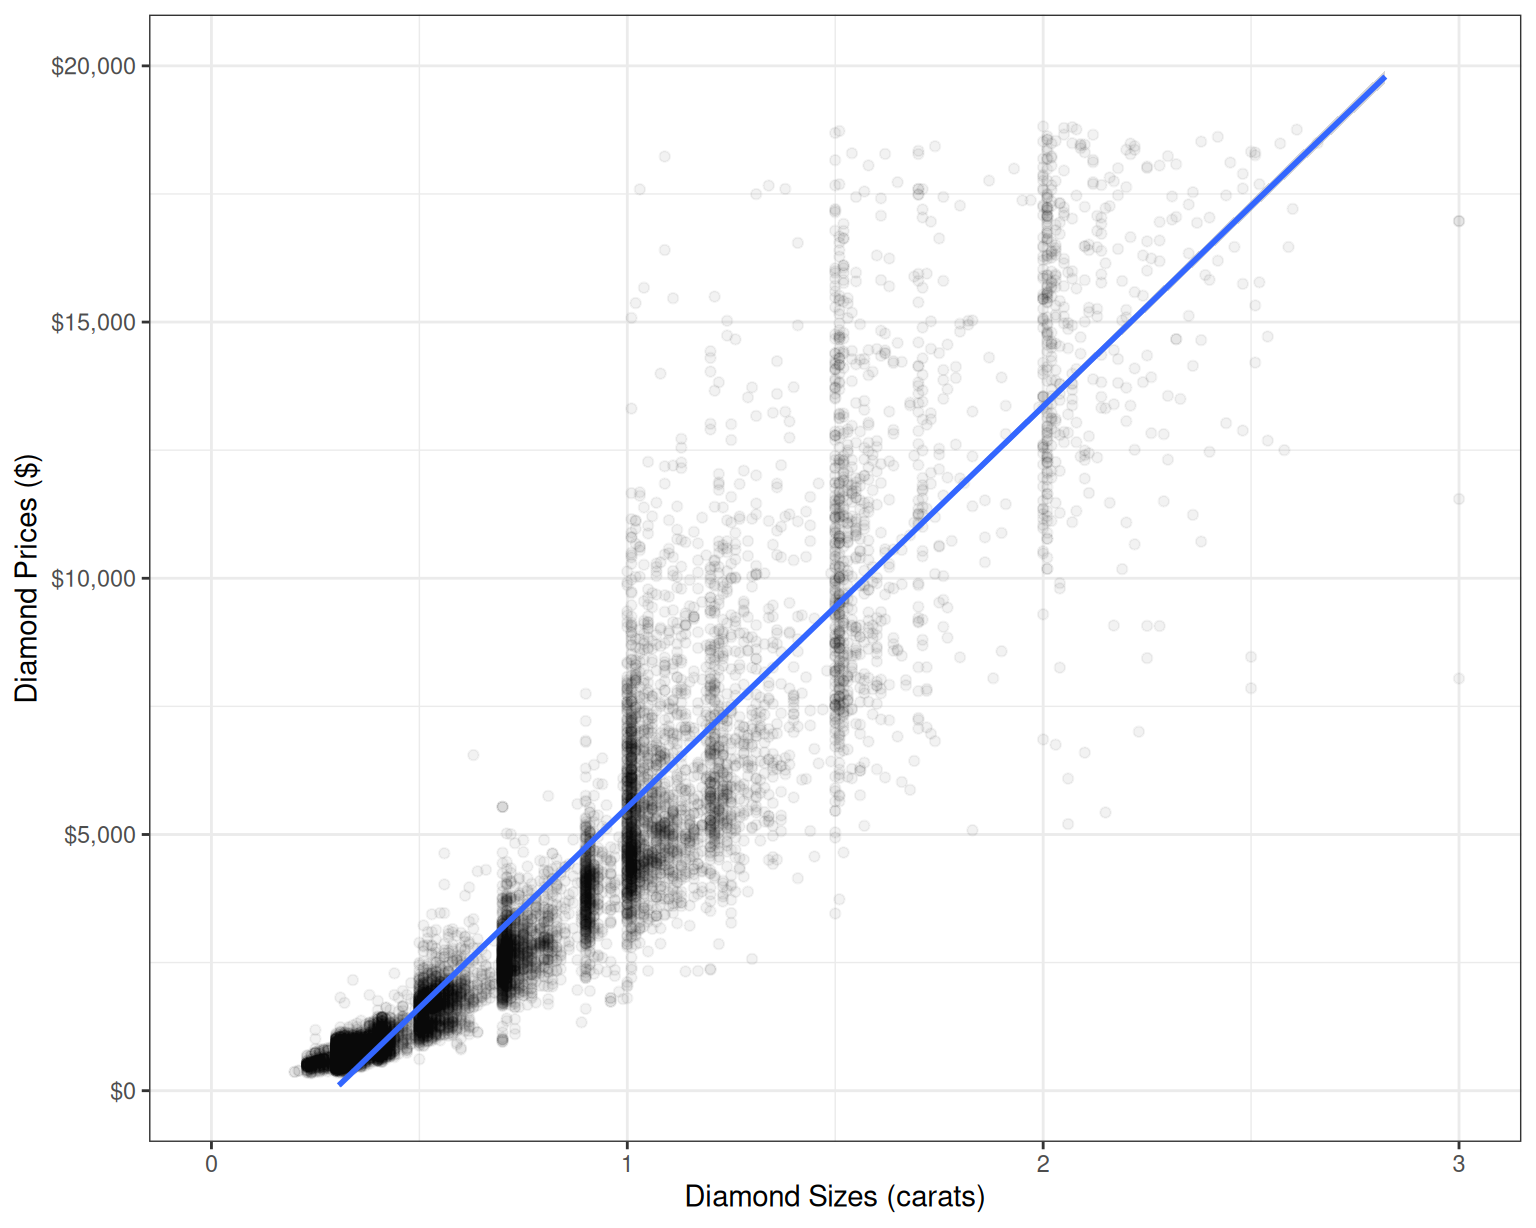 $20,000
$15,000
$10,000
$5,000
$0
Diamond Prices ($)
0 1 2 3
Diamond Sizes (carats)